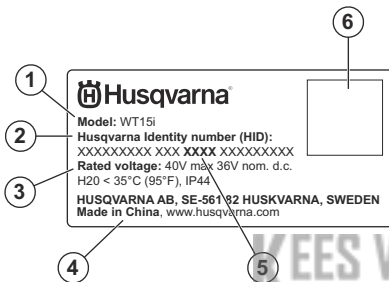 6
1
Husqvarna®
Model: WT15i
2
Husqvarna Identity number (HID):
XXXXXXXXX XXX XXXX XXXXXXXXX
3
Rated voltage: 40V max 36V nom. d.c.
H20 < 35°C (95°F), IP44
HUSQVARNA AB, SE-561 82 HUSKVARNA, SWEDEN
Made in China, www.husqvarna.com
4
5
KEES V